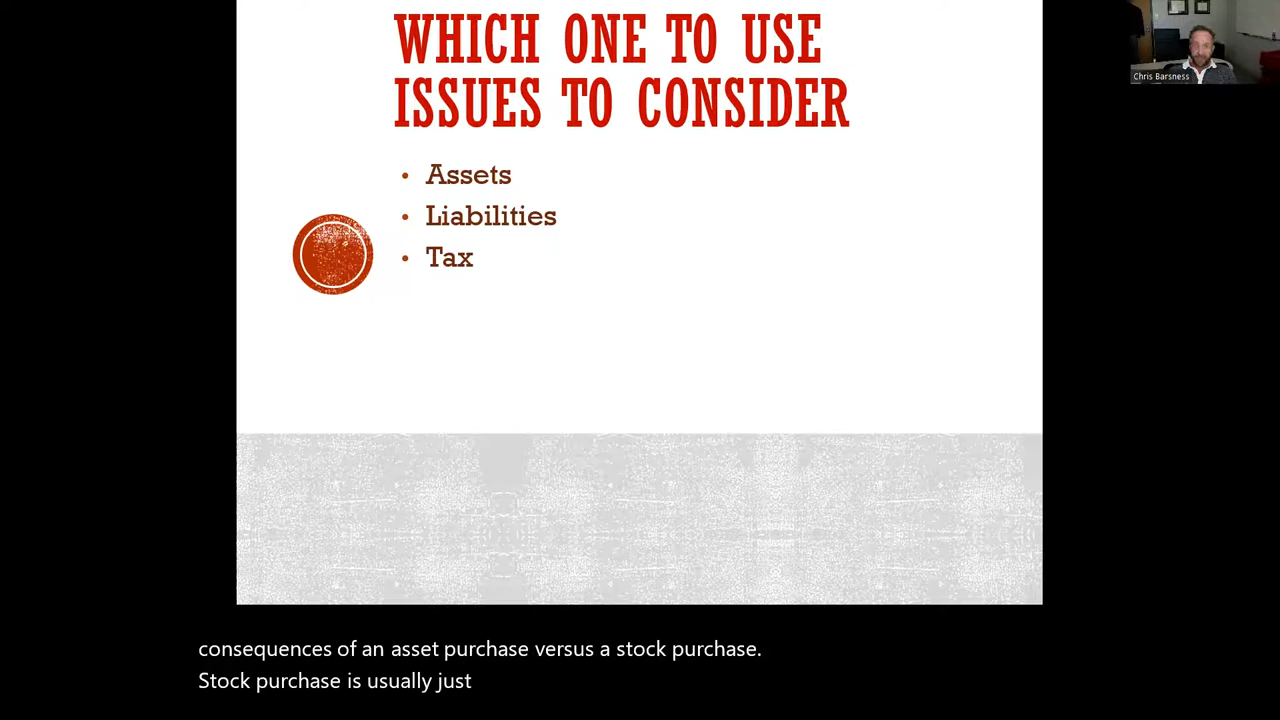 WHICH ONE TO USE
ISSUES TO CONSIDER
• Assets
• Liabilities
• Tax
Chris Barsness
consequences of an asset purchase versus a stock purchase.
Stock purchase is usually just